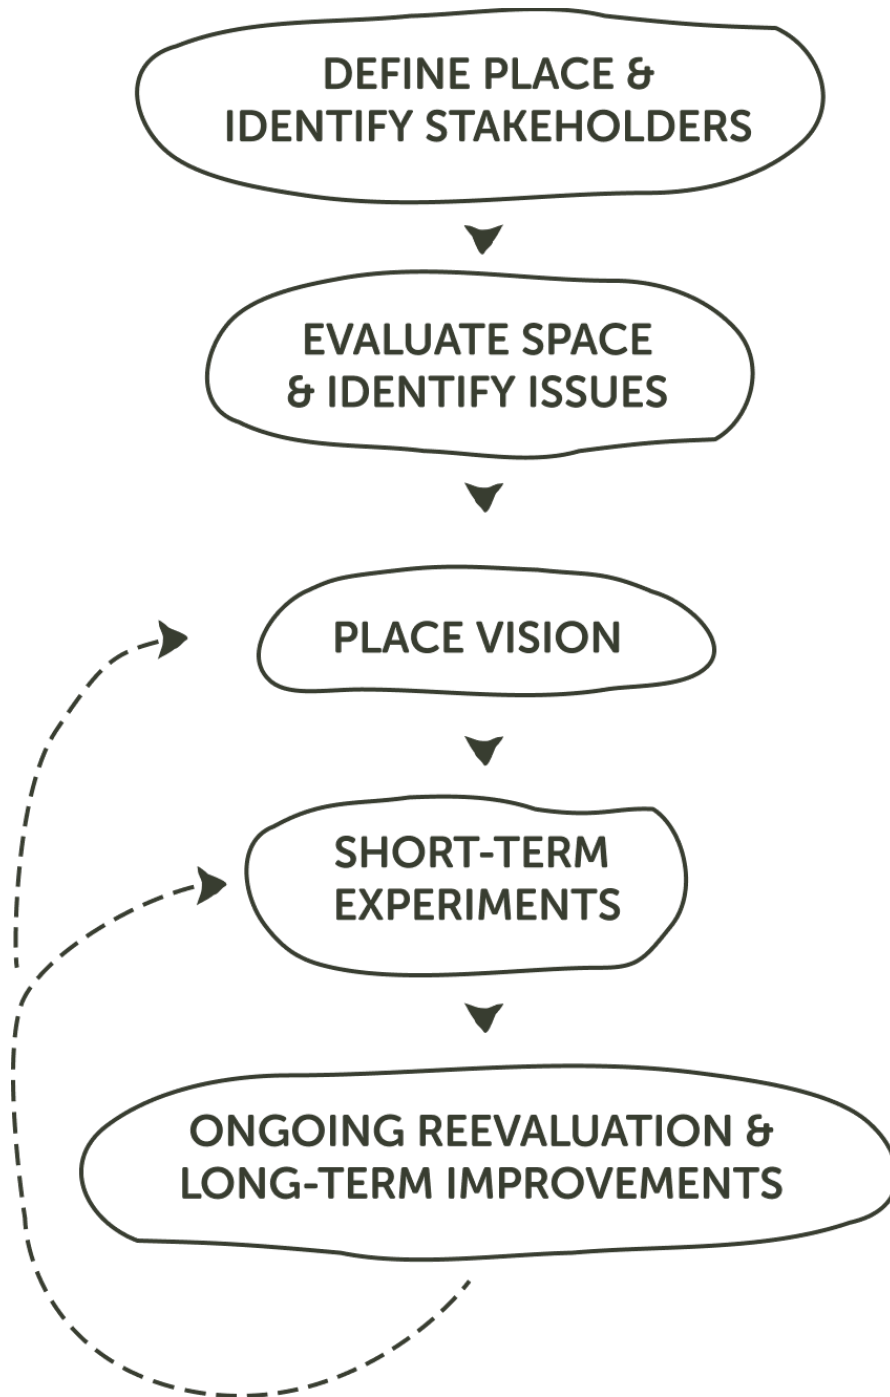 DEFINE PLACE &
IDENTIFY STAKEHOLDERS
EVALUATE SPACE
& IDENTIFY ISSUES
PLACE VISION
SHORT-TERM
EXPERIMENTS
ONGOING REEVALUATION &
LONG-TERM IMPROVEMENTS